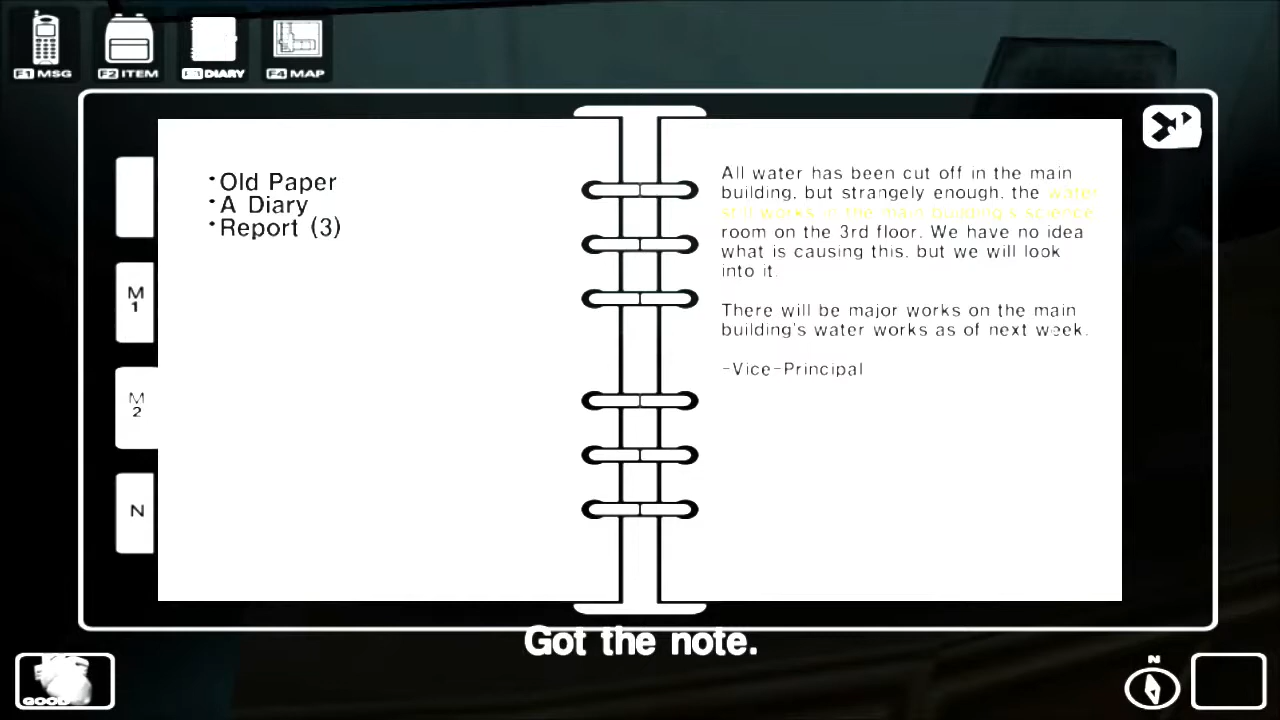 F1 MSG
F2 ITEM
F3 DIARY
F4 MAP
•Old Paper
•A Diary
•Report (3)
M
1
M
2
N
All water has been cut off in the main
building, but strangely enough, the water
still works in the main building's science
room on the 3rd floor. We have no idea
what is causing this, but we will look
into it.
There will be major works on the main
building's water works as of next week.
-Vice-Principal
Got the note.
GOOD
N